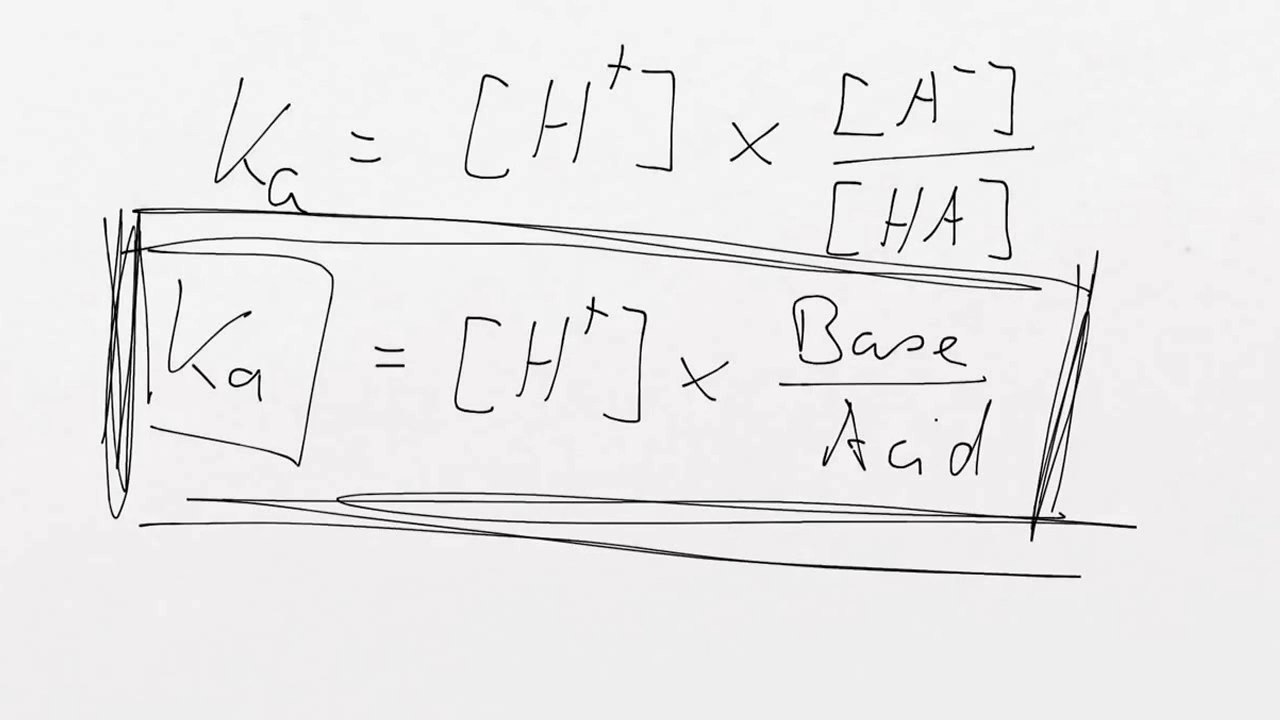 Ka = [H⁺] × [A⁻] / [HA]
Ka = [H⁺] × Base / Acid